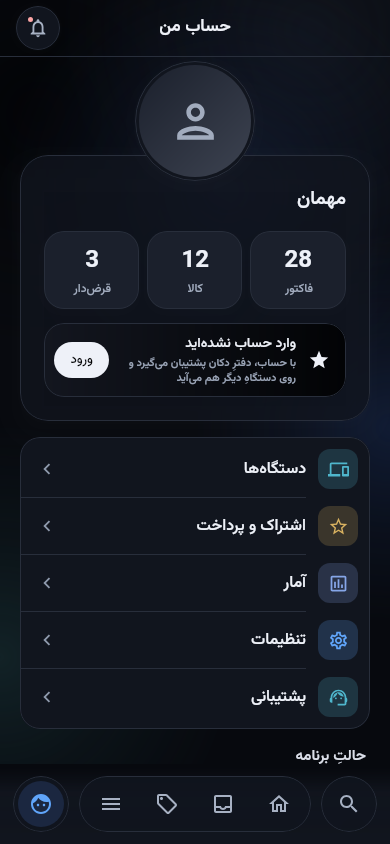 حساب من
مهمان
28
12
3
فاکتور
کالا
قرض‌دار
وارد حساب نشده‌اید
با حساب، دفترِ دکان پشتیبان می‌گیرد و
روی دستگاهِ دیگر هم می‌آید
ورود
دستگاه‌ها
اشتراک و پرداخت
آمار
تنظیمات
پشتیبانی
حالتِ برنامه